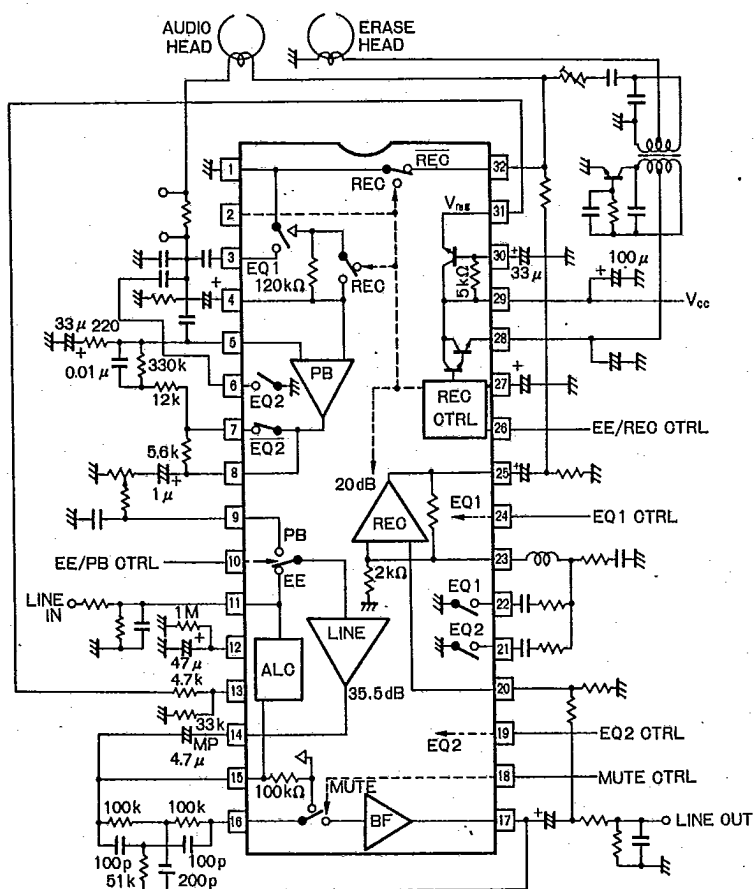 AUDIO
HEAD
ERASE
HEAD
1
2
3
4
5
6
7
8
9
10
11
12
13
14
15
16
32
31
30
29
28
27
26
25
24
23
22
21
20
19
18
17
REC
REC
Vreg
EQ1
120kΩ
REC
5kΩ
33μ
100μ
Vcc
33μ
220
0.01μ
330k
12k
EQ2
PB
EQ2
5.6k
1μ
REC
CTRL
EE/REC CTRL
20dB
REC
EQ1
EQ1 CTRL
PB
EE
EE/PB CTRL
2kΩ
EQ1
EQ2
LINE
IN
1M
47μ
4.7k
33k
MP
4.7μ
ALC
LINE
35.5dB
EQ2
EQ2 CTRL
100kΩ
MUTE
MUTE CTRL
BF
LINE OUT
100k
100k
100p
100p
51k
200p